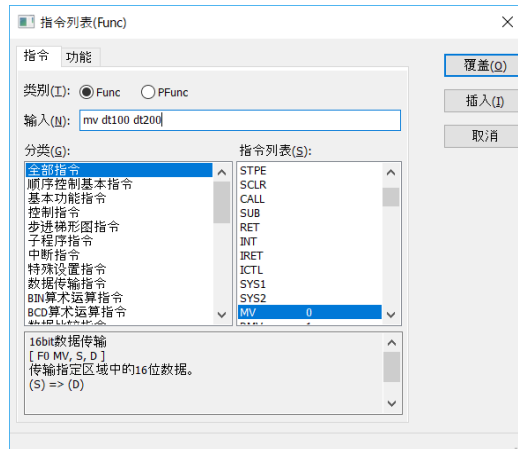 指令列表(Func)
指令 功能
类别(T): Func PFunc
输入(N): mv dt100 dt200
分类(G):
全部指令
顺序控制基本指令
基本功能指令
控制指令
步进梯形图指令
子程序指令
中断指令
特殊设置指令
数据传输指令
BIN算术运算指令
BCD算术运算指令
数据比较指令
指令列表(S):
STPE
SCLR
CALL
SUB
RET
INT
IRET
ICTL
SYS1
SYS2
MV 0
16bit数据传输
[ F0 MV, S, D ]
传输指定区域中的16位数据。
(S) => (D)
覆盖(O)
插入(I)
取消